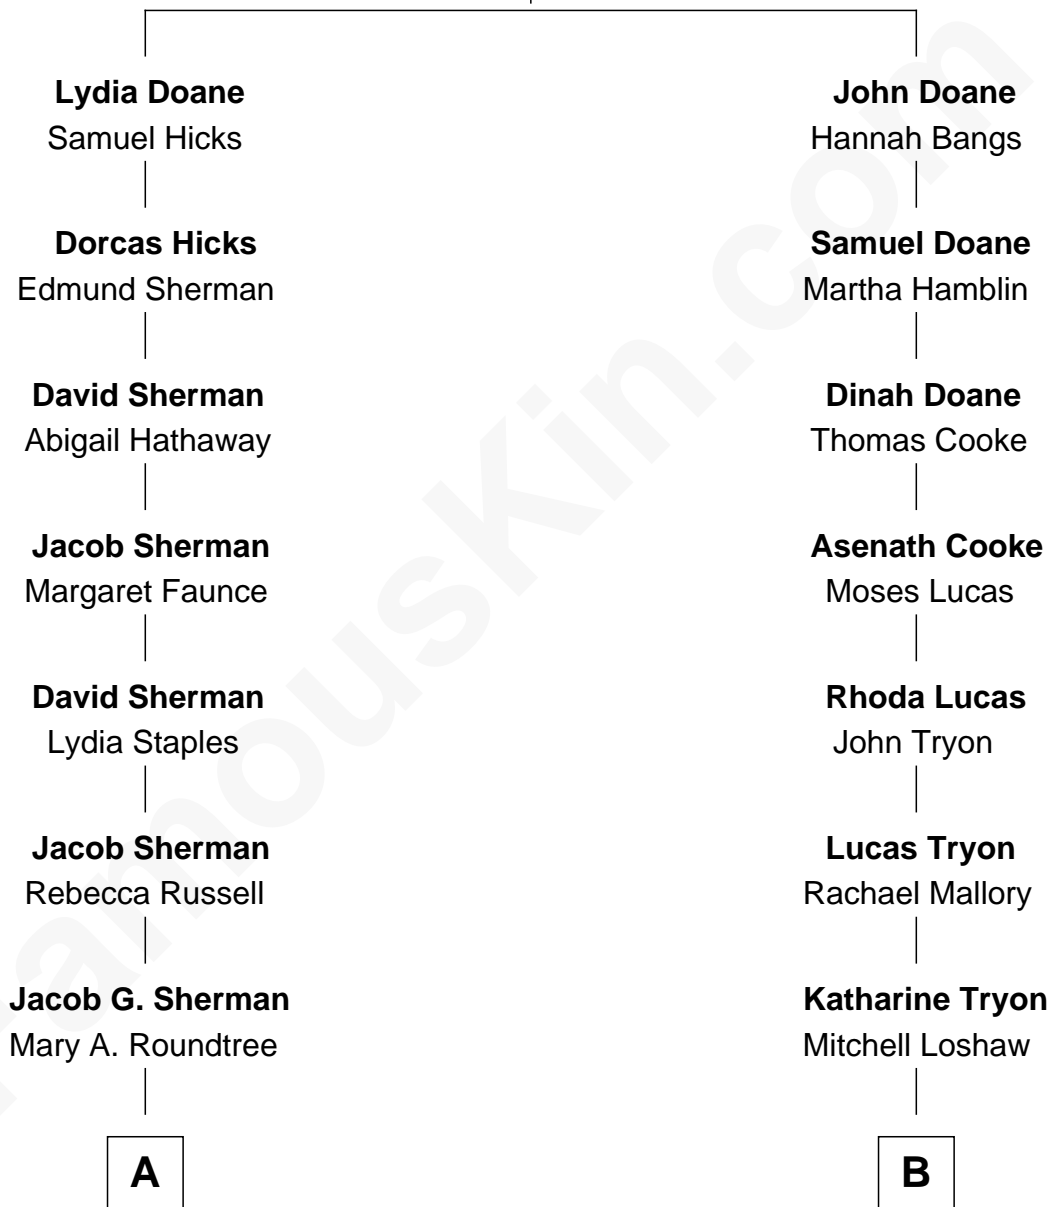 Lydia Doane
Samuel Hicks
Dorcas Hicks
Edmund Sherman
David Sherman
Abigail Hathaway
Jacob Sherman
Margaret Faunce
David Sherman
Lydia Staples
Jacob Sherman
Rebecca Russell
Jacob G. Sherman
Mary A. Roundtree
A
John Doane
Hannah Bangs
Samuel Doane
Martha Hamblin
Dinah Doane
Thomas Cooke
Asenath Cooke
Moses Lucas
Rhoda Lucas
John Tryon
Lucas Tryon
Rachael Mallory
Katharine Tryon
Mitchell Loshaw
B
FamousKin.com